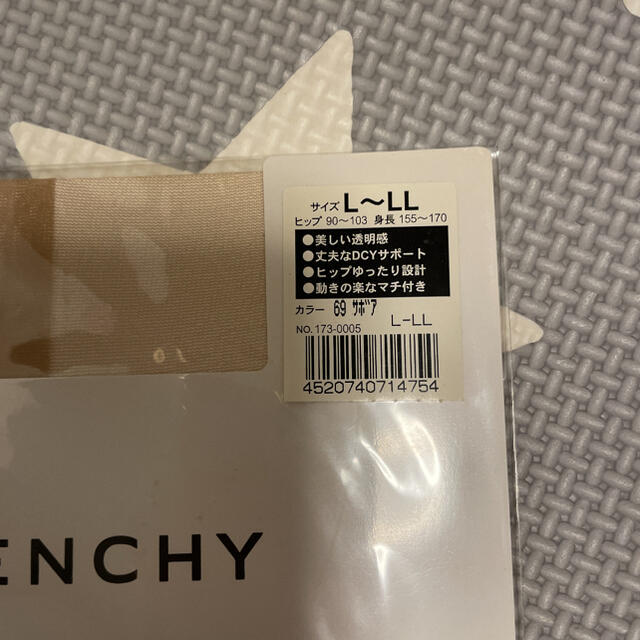 サイズ L〜LL
ヒップ 90〜103 身長 155〜170
●美しい透明感
●丈夫なDCYサポート
●ヒップゆったり設計
●動きの楽なマチ付き
カラー 69 ｻﾎﾞｱ
NO. 173-0005 L-LL
4520740714754
ENCHY